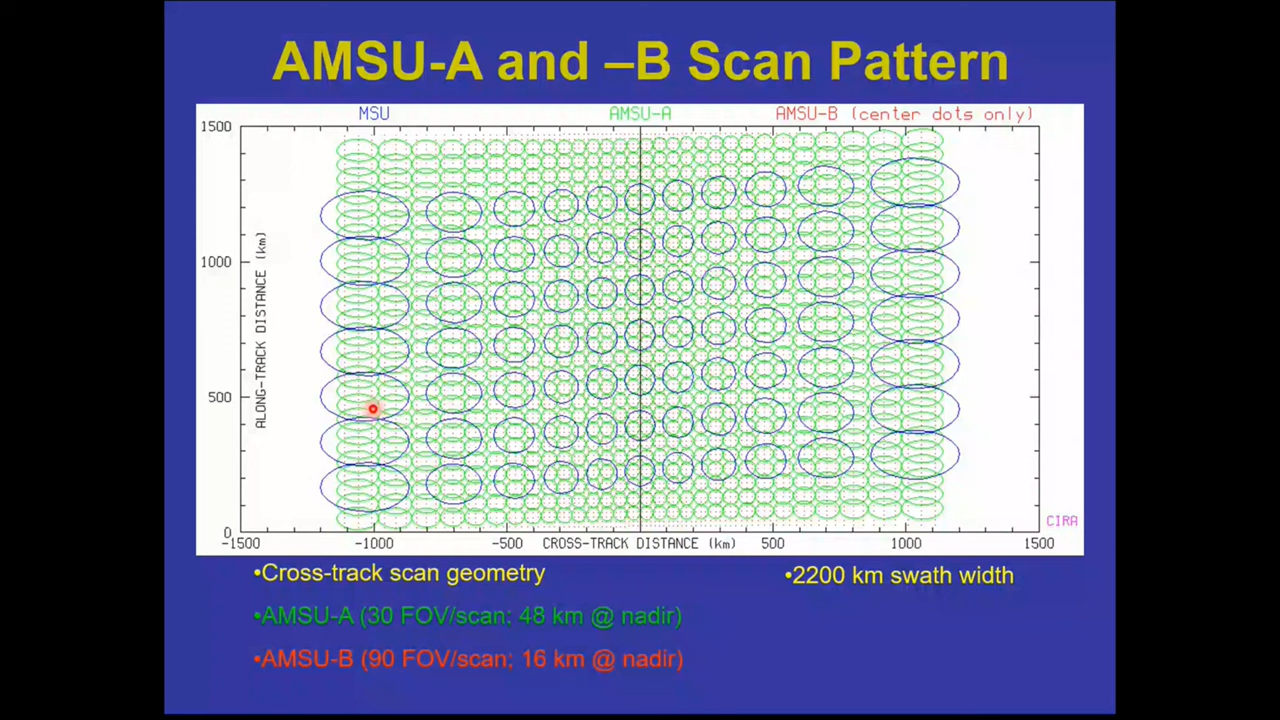 AMSU-A and –B Scan Pattern
MSU AMSU-A AMSU-B (center dots only)
1500
1000
500
0
ALONG-TRACK DISTANCE (km)
CIRA
-1500 -1000 -500 CROSS-TRACK DISTANCE (km) 500 1000 1500
•Cross-track scan geometry
•2200 km swath width
•AMSU-A (30 FOV/scan; 48 km @ nadir)
•AMSU-B (90 FOV/scan; 16 km @ nadir)